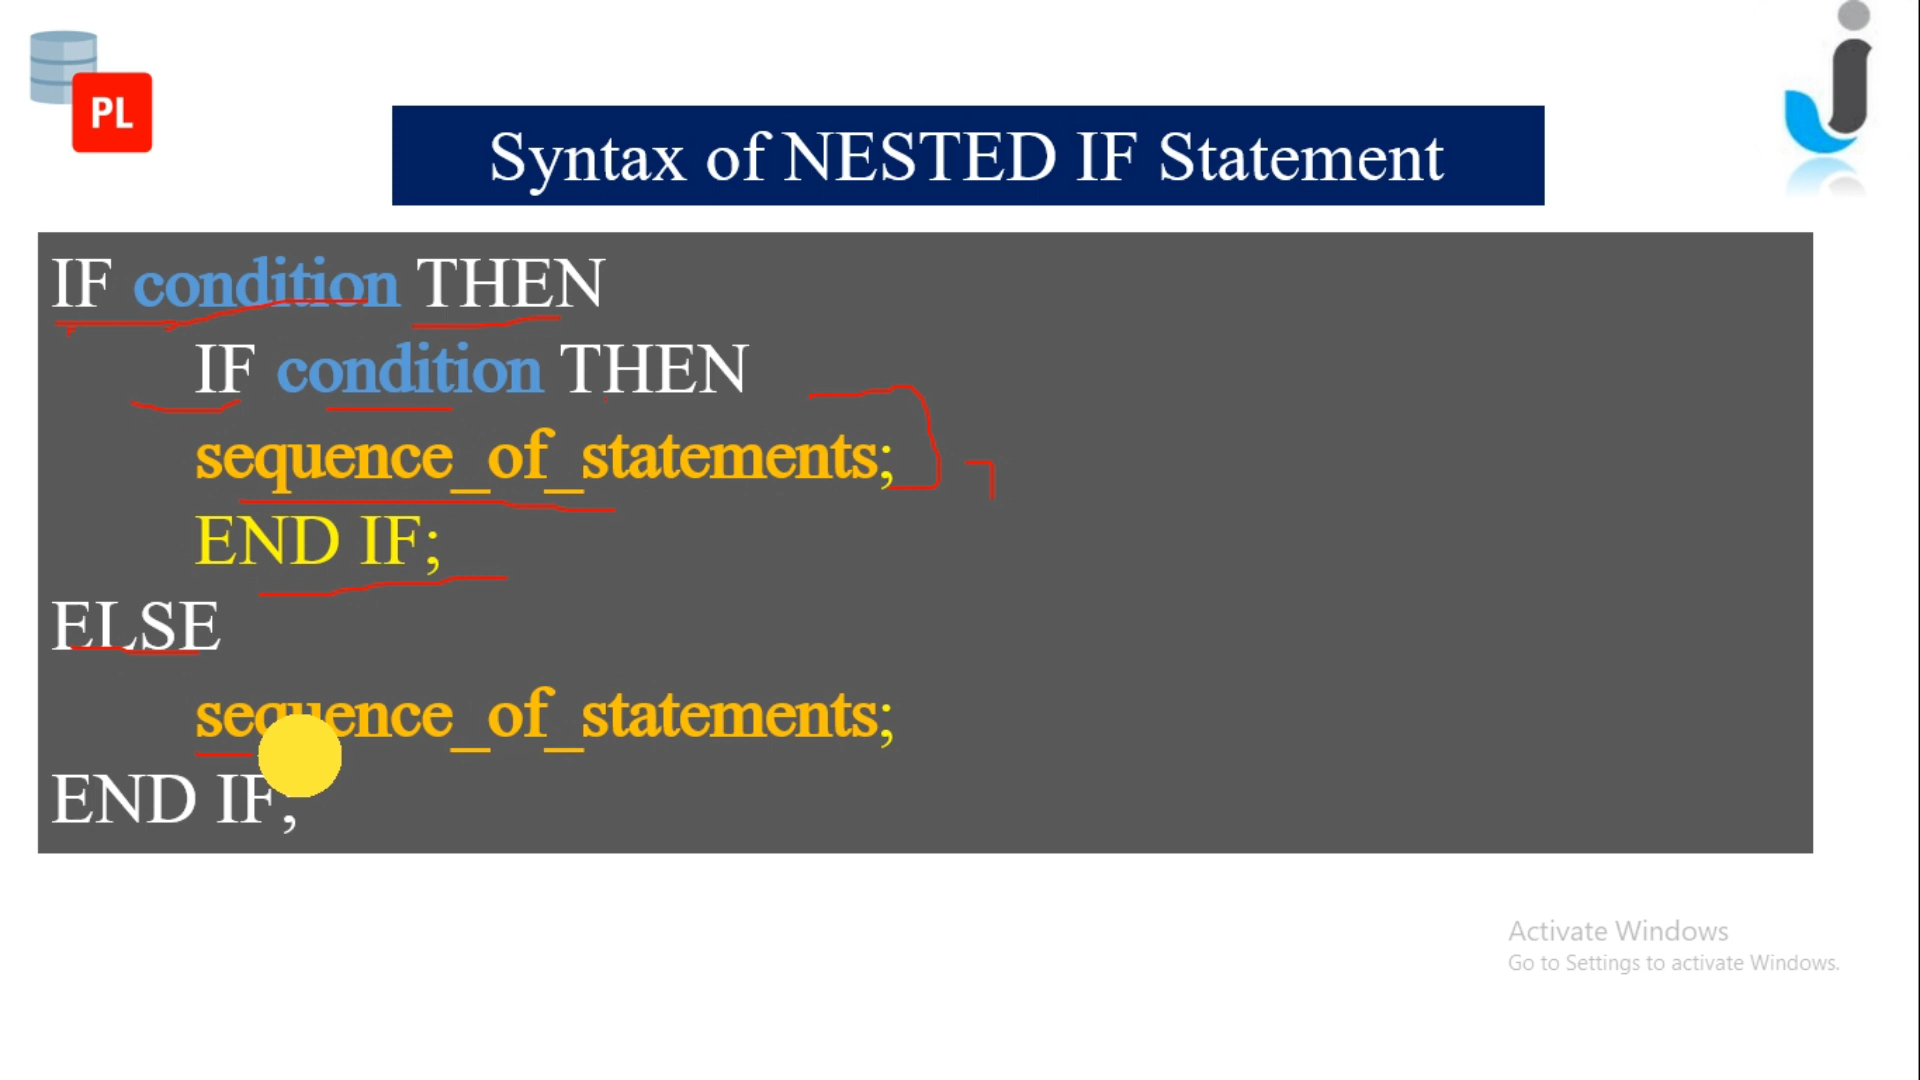 PL
Syntax of NESTED IF Statement
IF condition THEN
IF condition THEN
sequence_of_statements;
END IF;
ELSE
sequence_of_statements;
END IF;
Activate Windows
Go to Settings to activate Windows.